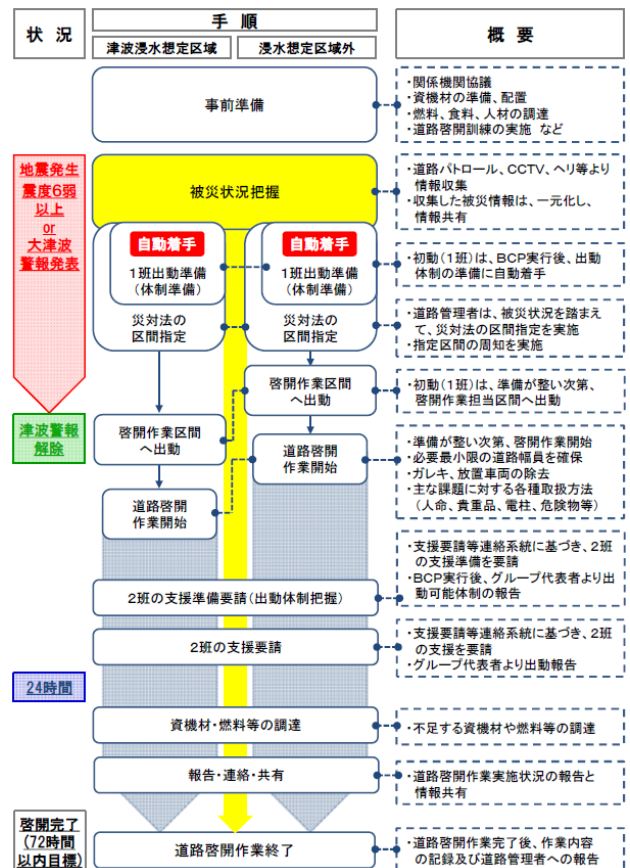 状 況
手 順
津波浸水想定区域
浸水想定区域外
概 要
事前準備
・関係機関協議
・資機材の準備、配置
・燃料、食料、人材の調達
・道路啓開訓練の実施 など
地震発生
震度6弱
以上
or
大津波
警報発表
被災状況把握
・道路パトロール、CCTV、ヘリ等より
情報収集
・収集した被災情報は、一元化し、
情報共有
自動着手
1班出動準備
(体制準備)
自動着手
1班出動準備
(体制準備)
・初動(1班)は、BCP実行後、出動
体制の準備に自動着手
災対法の
区間指定
災対法の
区間指定
・道路管理者は、被災状況を踏まえ
て、災対法の区間指定を実施
・指定区間の周知を実施
啓開作業区間
へ出動
・初動(1班)は、準備が整い次第、
啓開作業担当区間へ出動
津波警報
解除
啓開作業区間
へ出動
道路啓開
作業開始
・準備が整い次第、啓開作業開始
・必要最小限の道路幅員を確保
・ガレキ、放置車両の除去
・主な課題に対する各種取扱方法
(人命、貴重品、電柱、危険物等)
道路啓開
作業開始
2班の支援準備要請(出動体制把握)
・支援要請等連絡系統に基づき、2班
の支援準備を要請
・BCP実行後、グループ代表者より出
動可能体制の報告
2班の支援要請
・支援要請等連絡系統に基づき、2班
の支援を要請
・グループ代表者より出動報告
24時間
資機材・燃料等の調達
・不足する資機材や燃料等の調達
報告・連絡・共有
・道路啓開作業実施状況の報告と
情報共有
啓開完了
(72時間
以内目標)
道路啓開作業終了
・道路啓開作業完了後、作業内容
の記録及び道路管理者への報告